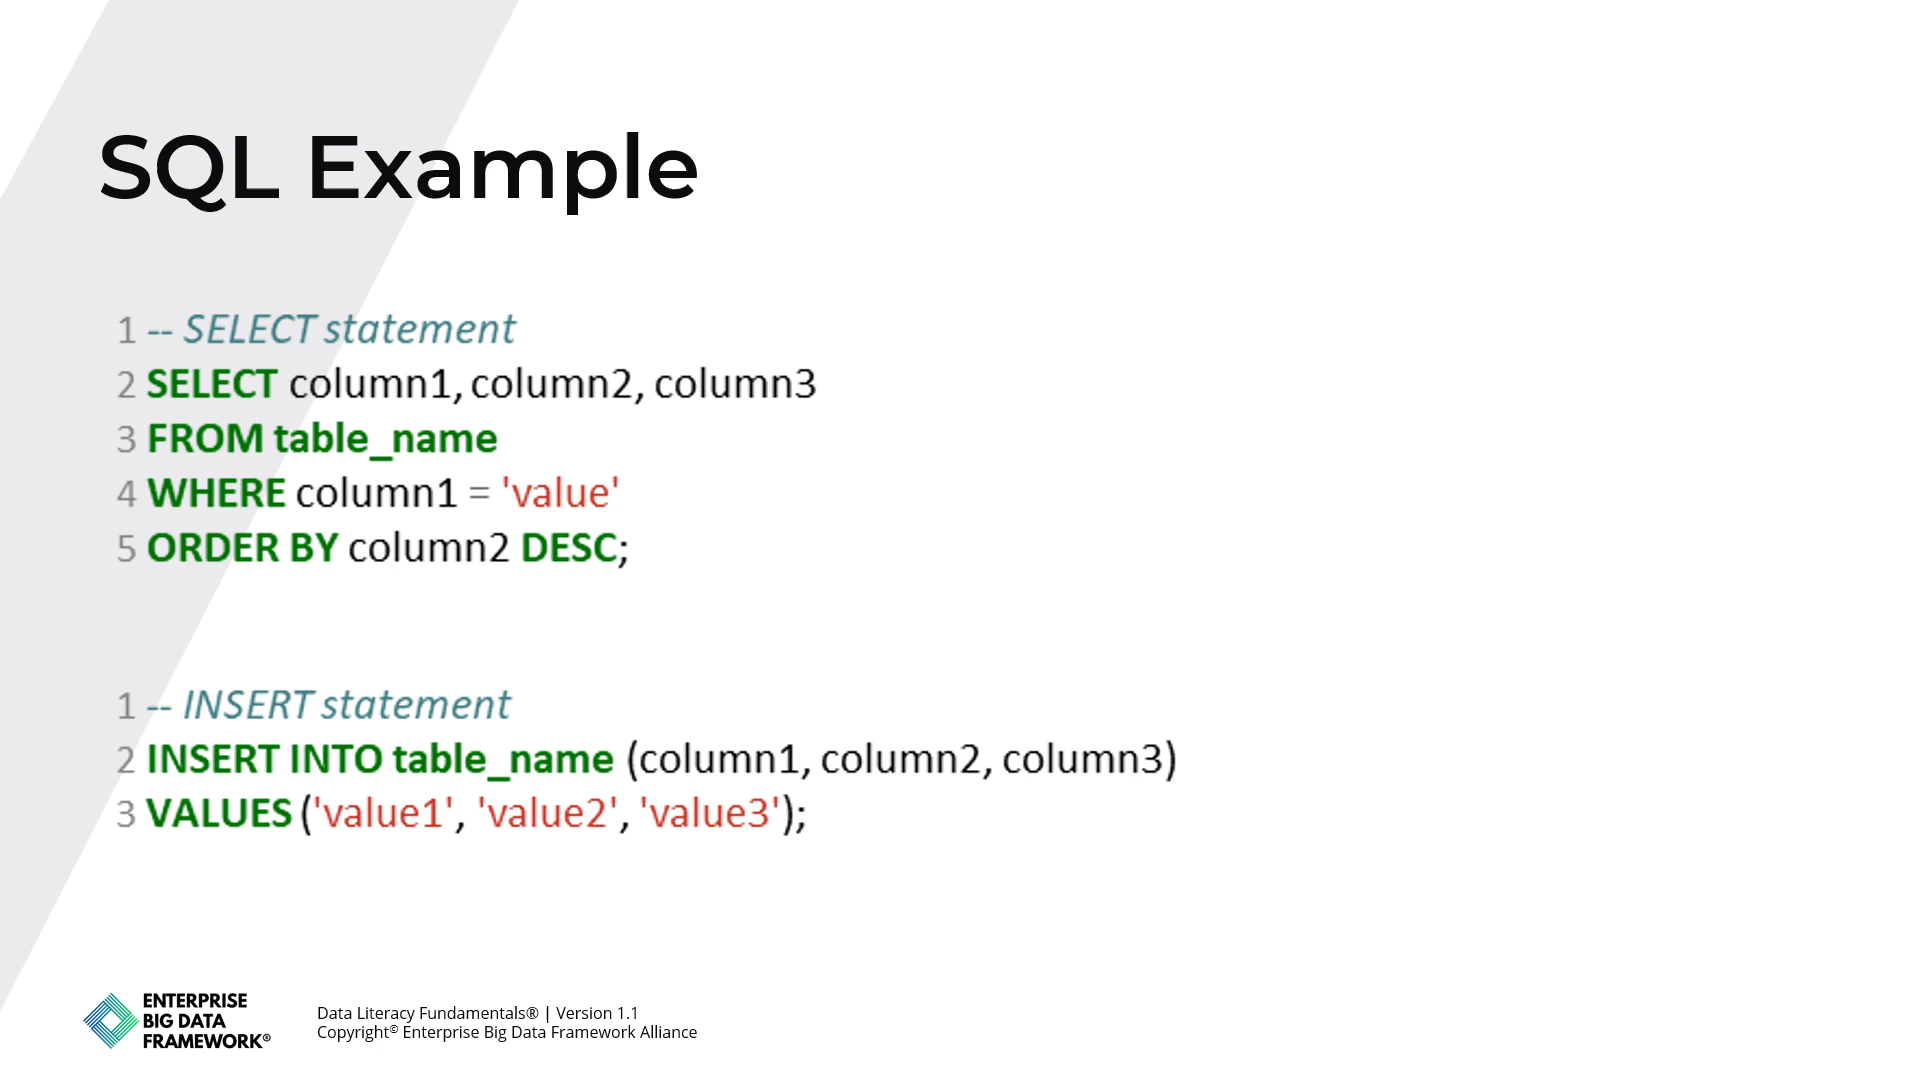 SQL Example
1 -- SELECT statement
2 SELECT column1, column2, column3
3 FROM table_name
4 WHERE column1 = 'value'
5 ORDER BY column2 DESC;
1 -- INSERT statement
2 INSERT INTO table_name (column1, column2, column3)
3 VALUES ('value1', 'value2', 'value3');
ENTERPRISE
BIG DATA
FRAMEWORK®
Data Literacy Fundamentals® | Version 1.1
Copyright© Enterprise Big Data Framework Alliance